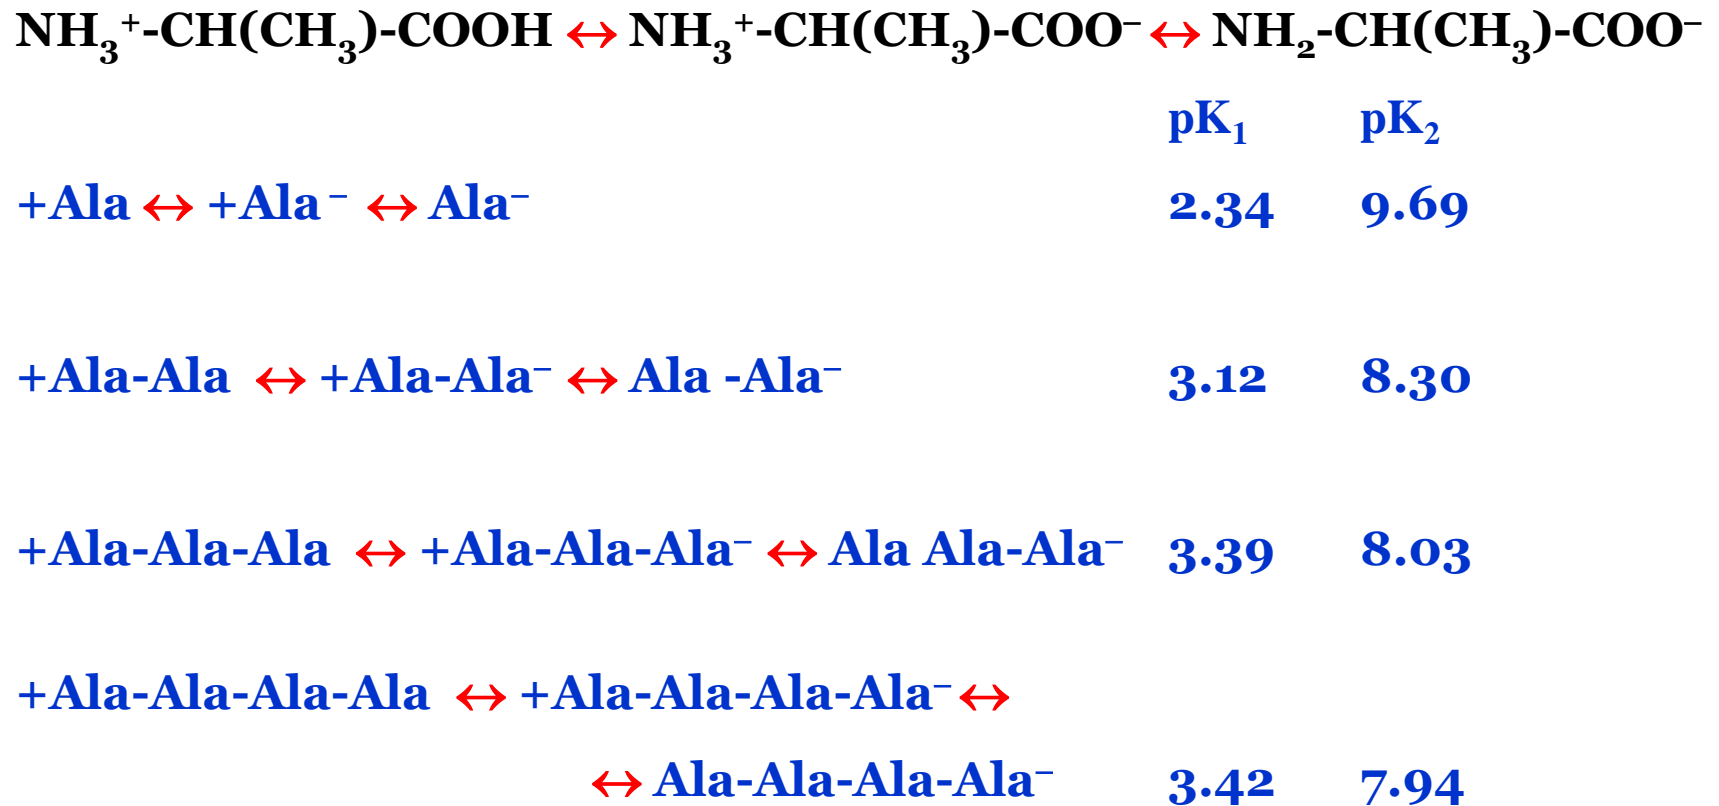 NH₃⁺-CH(CH₃)-COOH ↔ NH₃⁺-CH(CH₃)-COO⁻ ↔ NH₂-CH(CH₃)-COO⁻
pK₁ pK₂
+Ala ↔ +Ala⁻ ↔ Ala⁻ 2.34 9.69
+Ala-Ala ↔ +Ala-Ala⁻ ↔ Ala -Ala⁻ 3.12 8.30
+Ala-Ala-Ala ↔ +Ala-Ala-Ala⁻ ↔ Ala Ala-Ala⁻ 3.39 8.03
+Ala-Ala-Ala-Ala ↔ +Ala-Ala-Ala-Ala⁻ ↔
↔ Ala-Ala-Ala-Ala⁻ 3.42 7.94